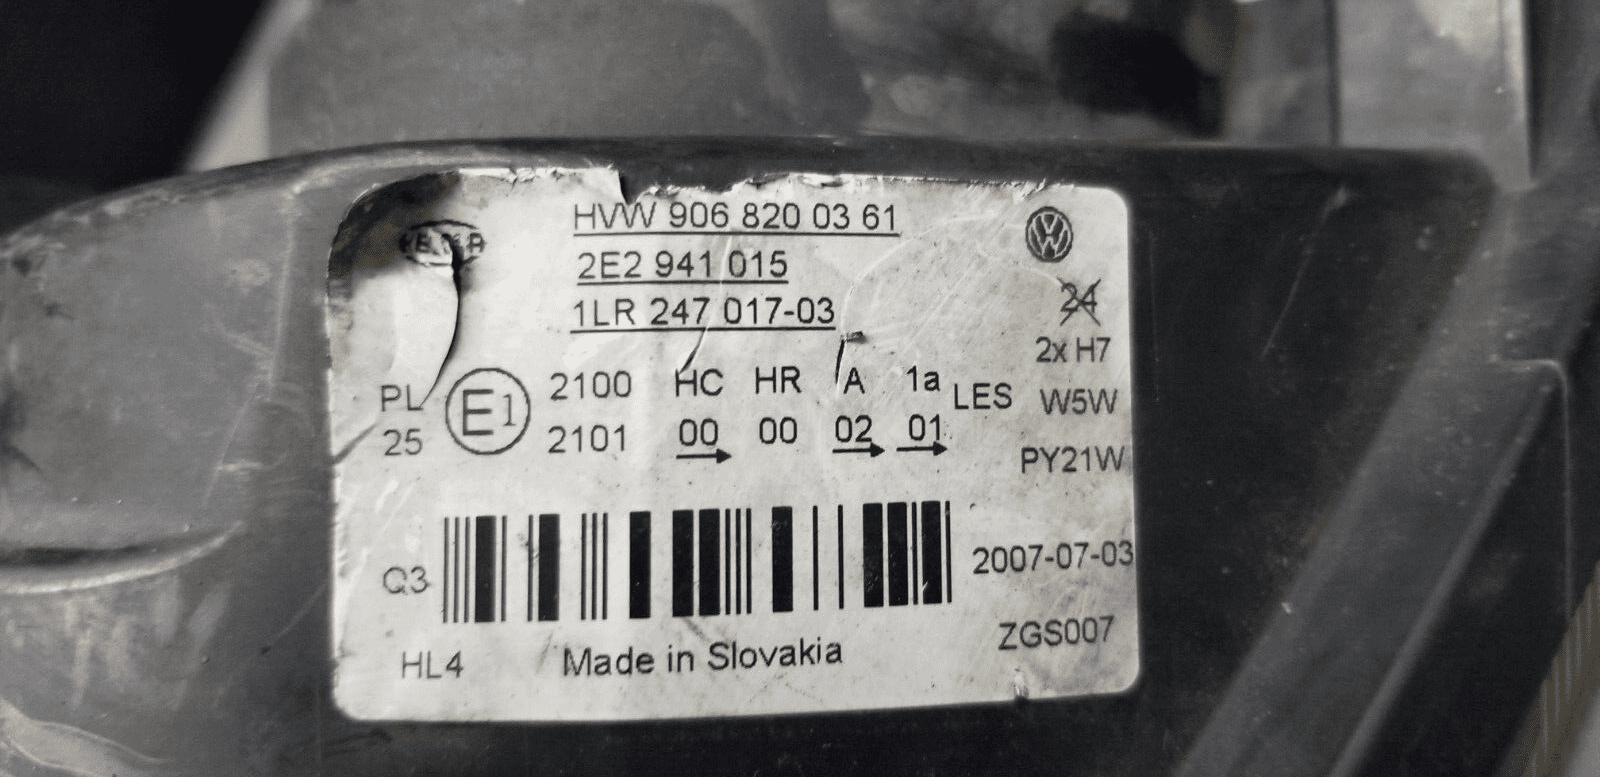 HVW 906 820 03 61
2E2 941 015
1LR 247 017-03
24
2x H7
PL
25
E1
2100 HC HR A 1a
2101 00 00 02 01
LES
W5W
PY21W
Q3
2007-07-03
HL4
Made in Slovakia
ZGS007